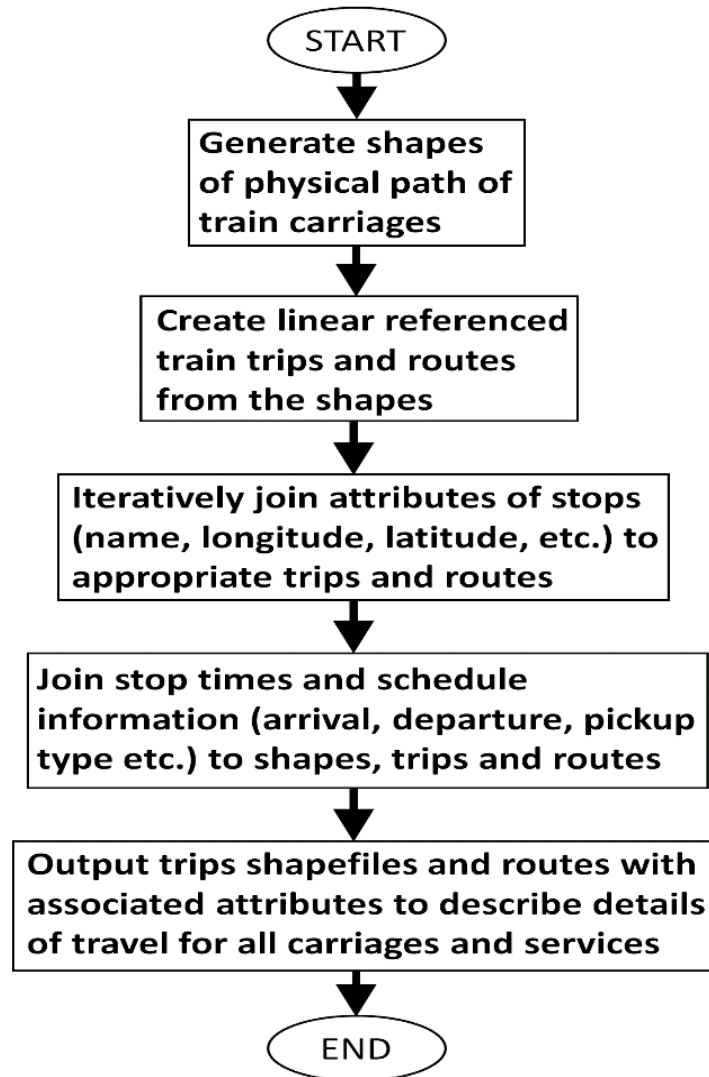 START
Generate shapes
of physical path of
train carriages
Create linear referenced
train trips and routes
from the shapes
Iteratively join attributes of stops
(name, longitude, latitude, etc.) to
appropriate trips and routes
Join stop times and schedule
information (arrival, departure, pickup
type etc.) to shapes, trips and routes
Output trips shapefiles and routes with
associated attributes to describe details
of travel for all carriages and services
END